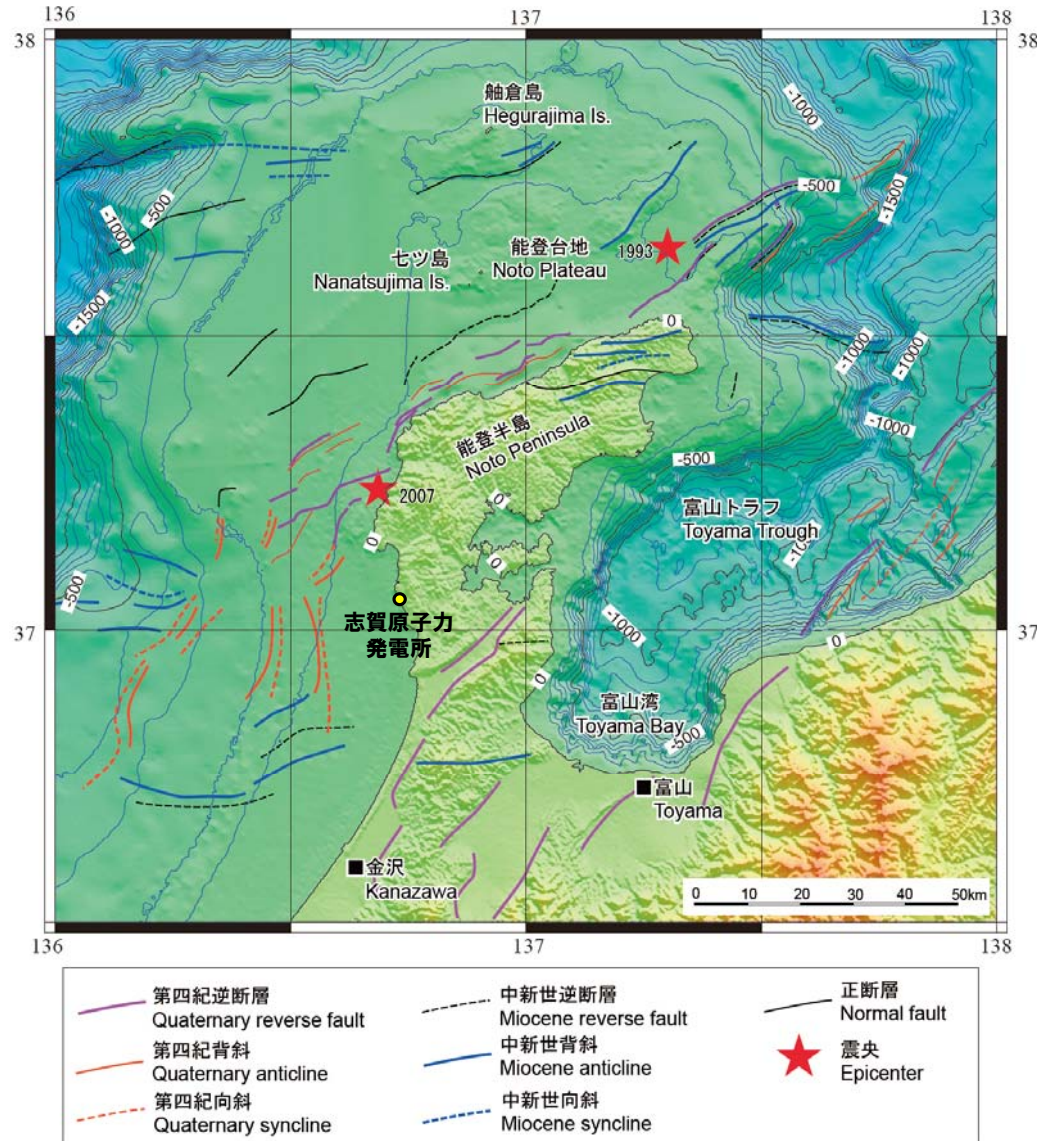 136
137
138
38
38
舳倉島
Hegurajima Is.
-1000
-500
-1500
-500
-1000
1993
能登台地
Noto Plateau
七ツ島
Nanatsujima Is.
-1500
0
-1000
-1000
-1000
能登半島
Noto Peninsula
-500
2007
0
富山トラフ
Toyama Trough
-10
0
0
-500
志賀原子力
発電所
37
37
-1000
0
0
富山湾
Toyama Bay
-500
富山
Toyama
金沢
Kanazawa
0 10 20 30 40 50km
136
137
138
第四紀逆断層
Quaternary reverse fault
第四紀背斜
Quaternary anticline
第四紀向斜
Quaternary syncline
中新世逆断層
Miocene reverse fault
中新世背斜
Miocene anticline
中新世向斜
Miocene syncline
正断層
Normal fault
震央
Epicenter